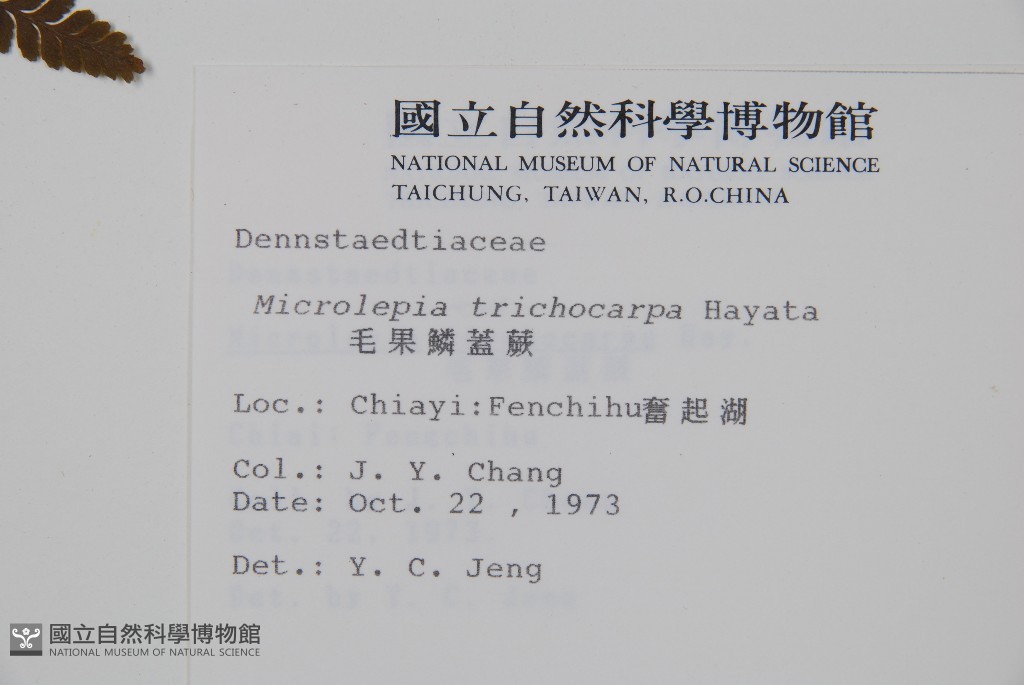 國立自然科學博物館
NATIONAL MUSEUM OF NATURAL SCIENCE
TAICHUNG, TAIWAN, R.O.CHINA
Dennstaedtiaceae
Microlepia trichocarpa Hayata
毛果鱗蓋蕨
Loc.: Chiayi:Fenchihu奮起湖
Col.: J. Y. Chang
Date: Oct. 22 , 1973
Det.: Y. C. Jeng
國立自然科學博物館
NATIONAL MUSEUM OF NATURAL SCIENCE